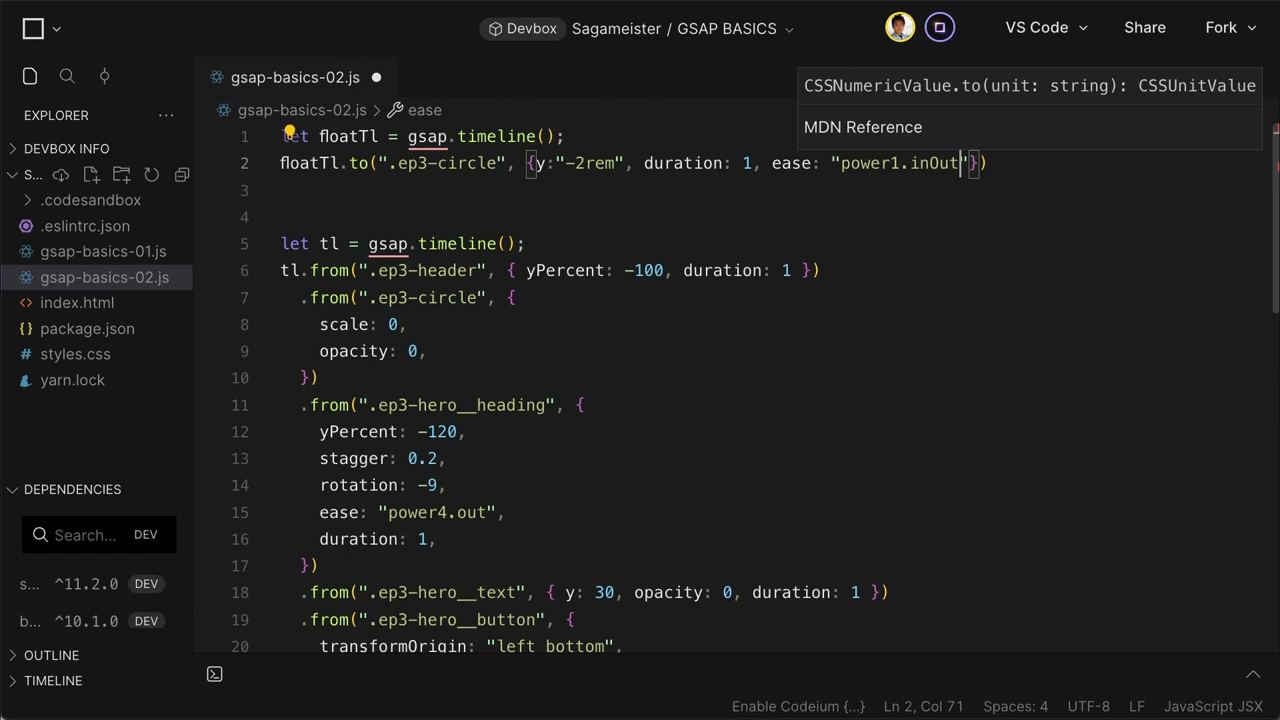 Devbox Sagameister / GSAP BASICS
VS Code Share Fork
gsap-basics-02.js
CSSNumericValue.to(unit: string): CSSUnitValue
MDN Reference
EXPLORER ...
gsap-basics-02.js > ease
DEVBOX INFO
S...
.codesandbox
.eslintrc.json
gsap-basics-01.js
gsap-basics-02.js
index.html
package.json
styles.css
yarn.lock
DEPENDENCIES
Search... DEV
s... ^11.2.0 DEV
b... ^10.1.0 DEV
OUTLINE
TIMELINE
1 let floatTl = gsap.timeline();
2 floatTl.to(".ep3-circle", {y:"-2rem", duration: 1, ease: "power1.inOut"})
3
4
5 let tl = gsap.timeline();
6 tl.from(".ep3-header", { yPercent: -100, duration: 1 })
7 .from(".ep3-circle", {
8 scale: 0,
9 opacity: 0,
10 })
11 .from(".ep3-hero__heading", {
12 yPercent: -120,
13 stagger: 0.2,
14 rotation: -9,
15 ease: "power4.out",
16 duration: 1,
17 })
18 .from(".ep3-hero__text", { y: 30, opacity: 0, duration: 1 })
19 .from(".ep3-hero__button", {
20 transformOrigin: "left bottom",
Enable Codeium {...} Ln 2, Col 71 Spaces: 4 UTF-8 LF JavaScript JSX